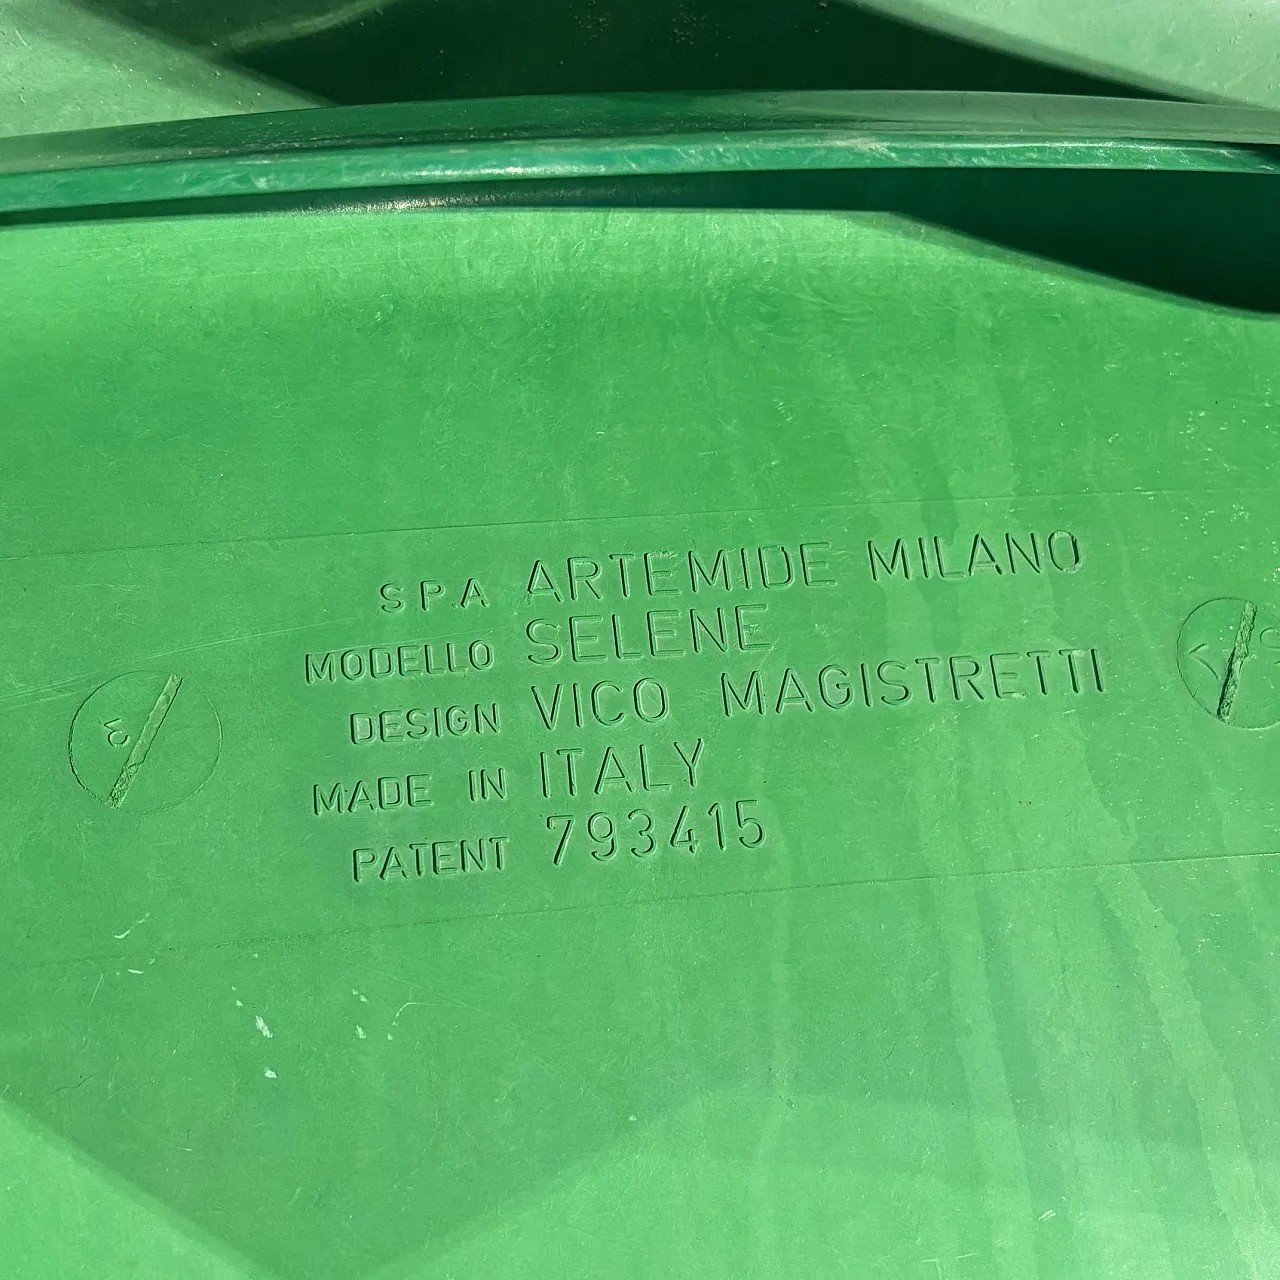 S.P.A ARTEMIDE MILANO
MODELLO SELENE
DESIGN VICO MAGISTRETTI
MADE IN ITALY
PATENT 793415